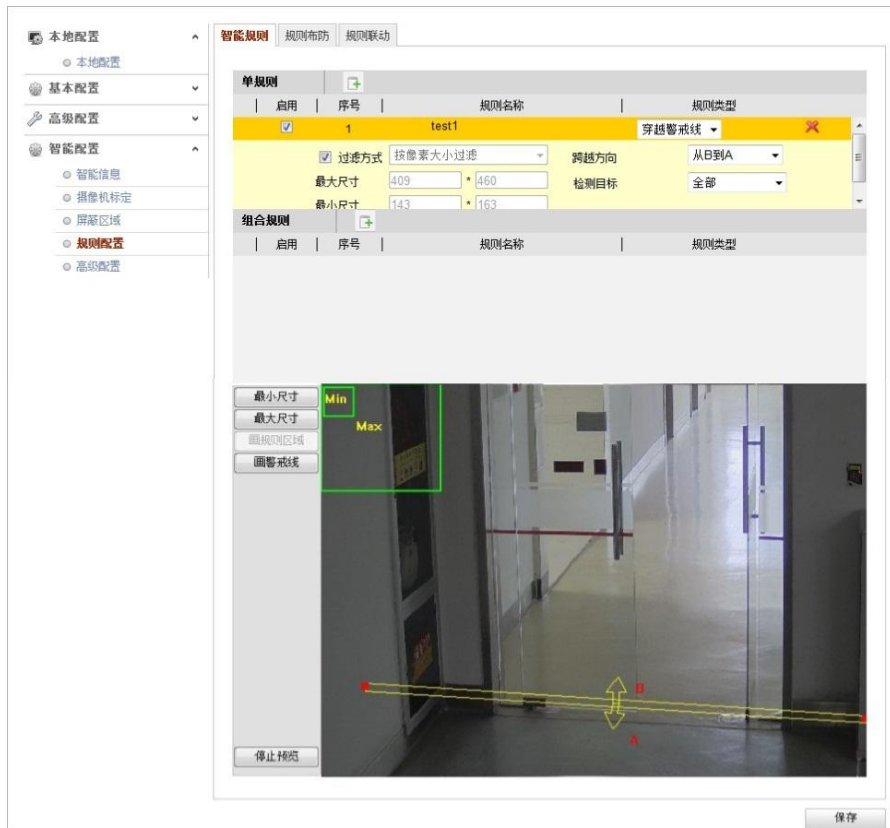 本地配置
本地配置
基本配置
高级配置
智能配置
智能信息
摄像机标定
屏蔽区域
规则配置
高级配置
智能规则 规则布防 规则联动
单规则
启用 序号 规则名称 规则类型
1 test1 穿越警戒线
过滤方式 按像素大小过滤 跨越方向 从B到A
最大尺寸 409 * 460 检测目标 全部
最小尺寸 143 * 163
组合规则
启用 序号 规则名称 规则类型
最小尺寸
最大尺寸
画规则区域
画警戒线
Min
Max
B
A
停止预览
保存